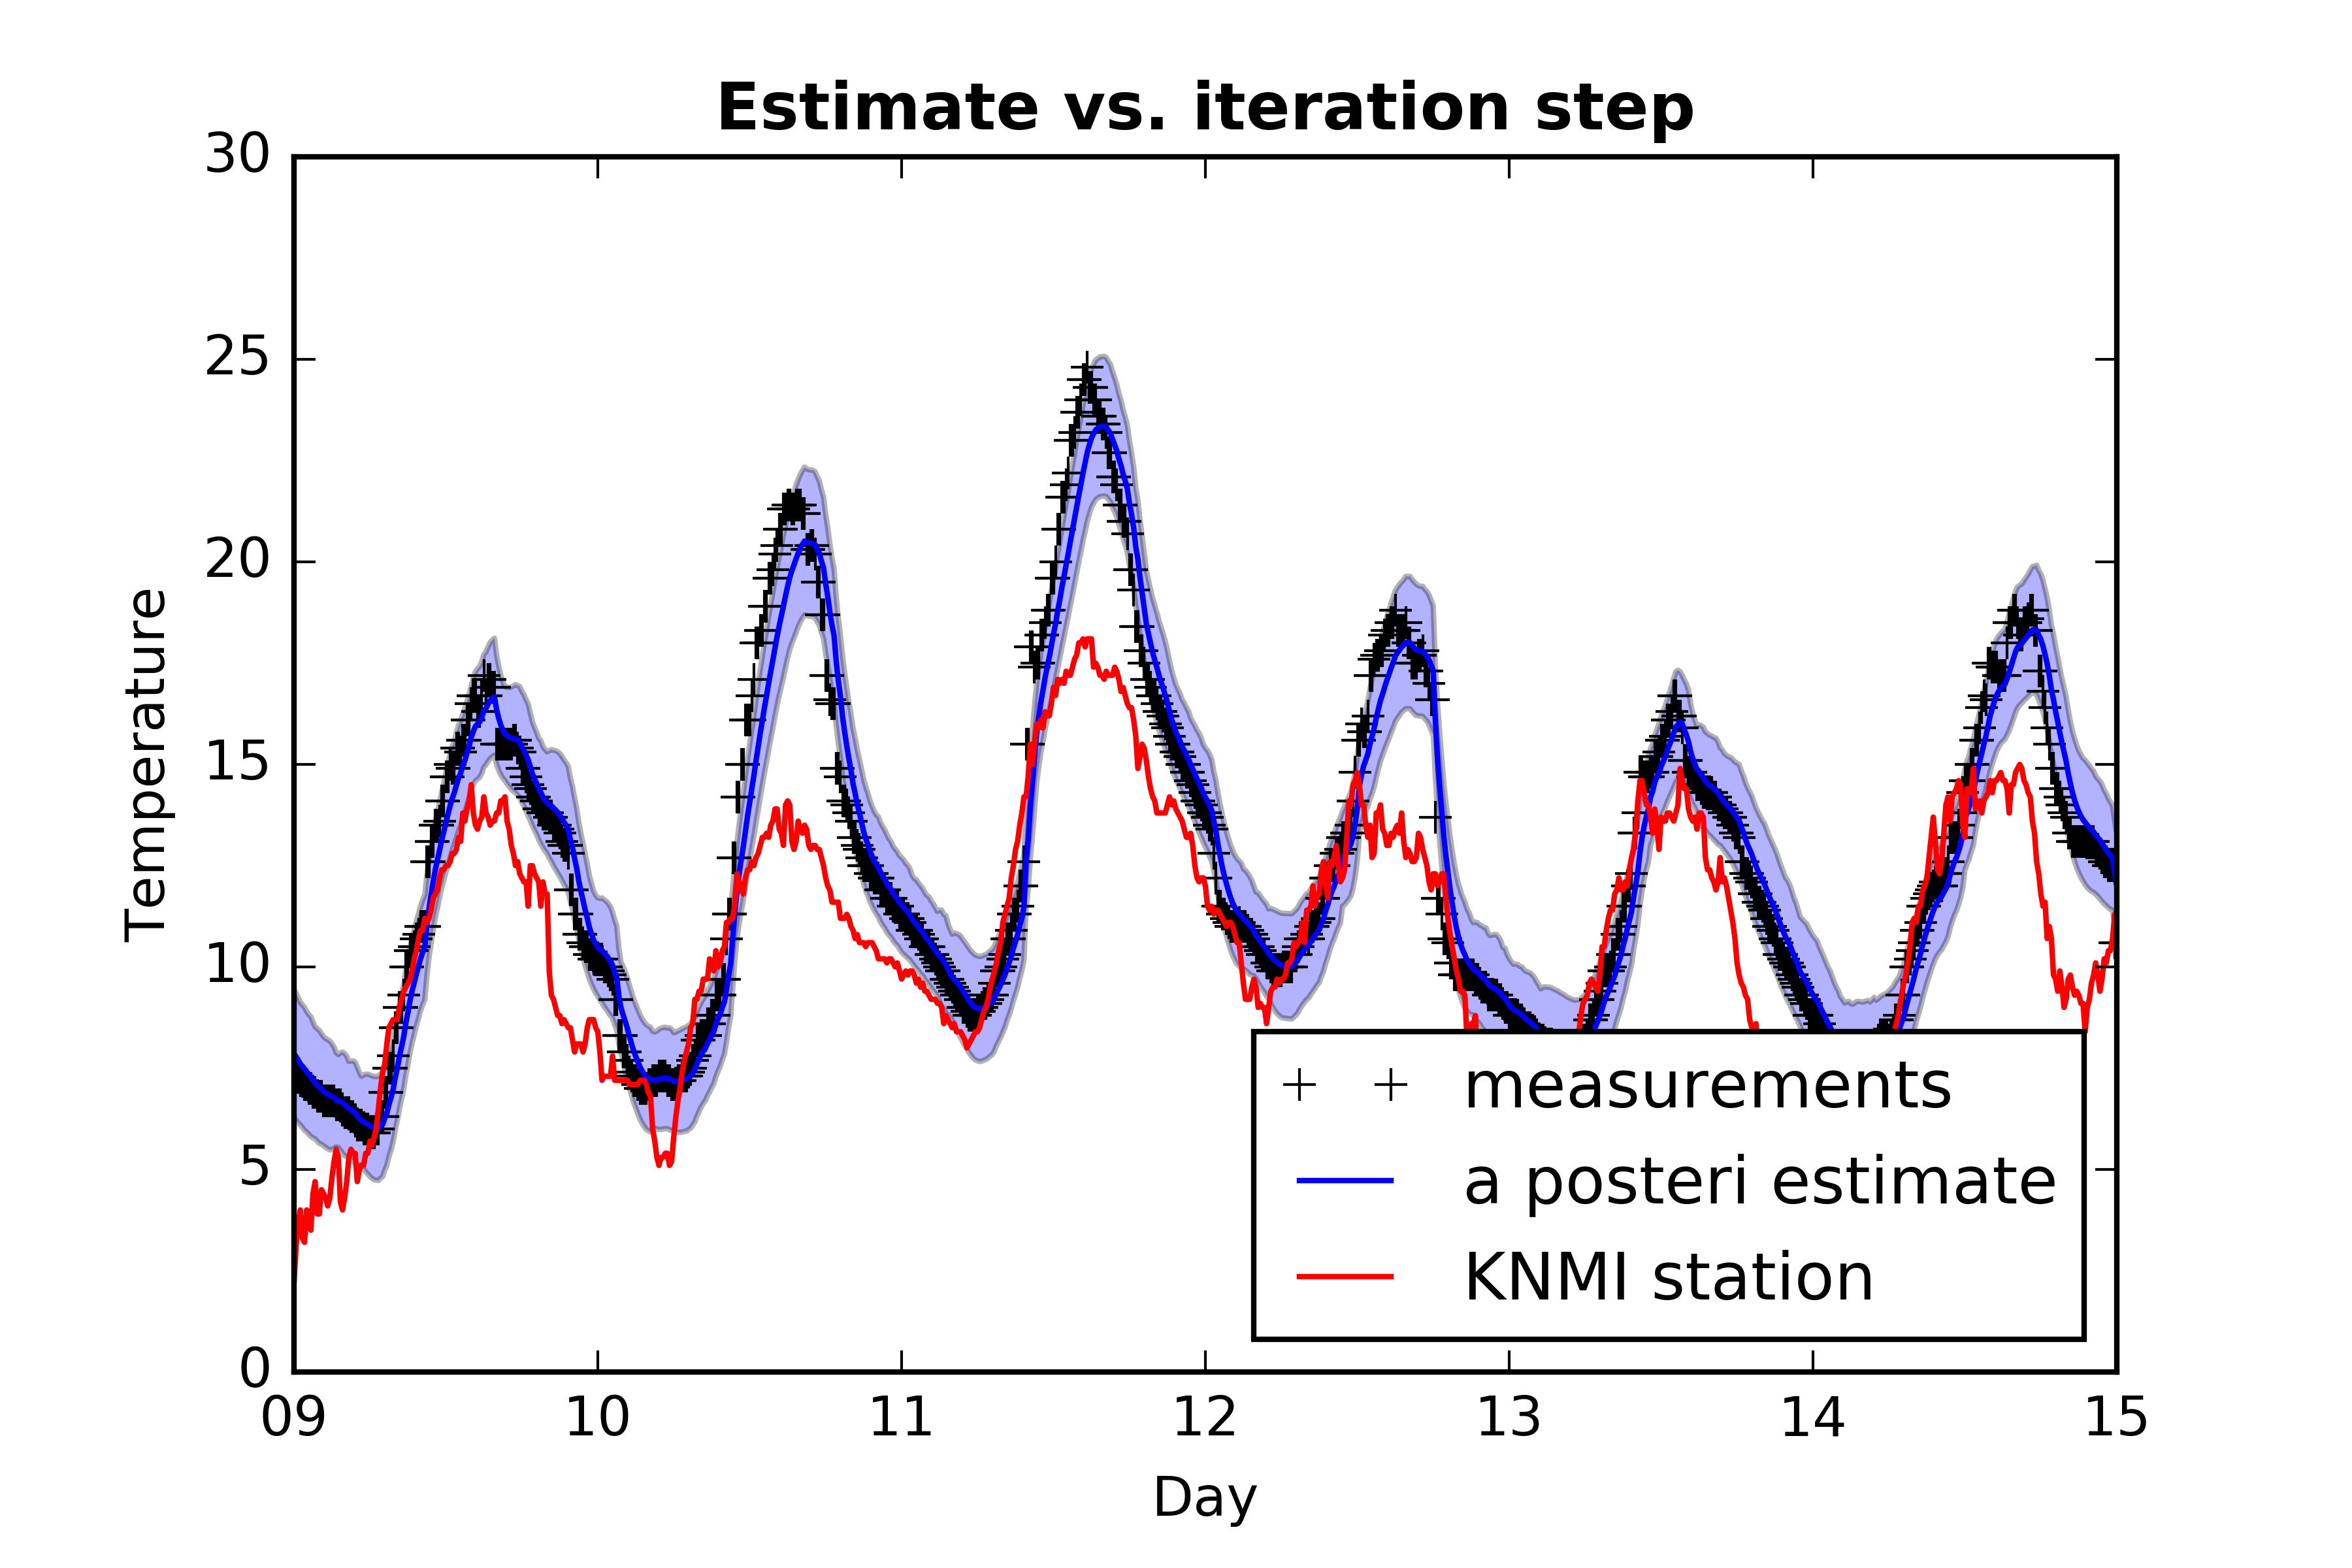 Estimate vs. iteration step
30
25
20
15
10
5
0
Temperature
09 10 11 12 13 14 15
Day
measurements
a posteri estimate
KNMI station